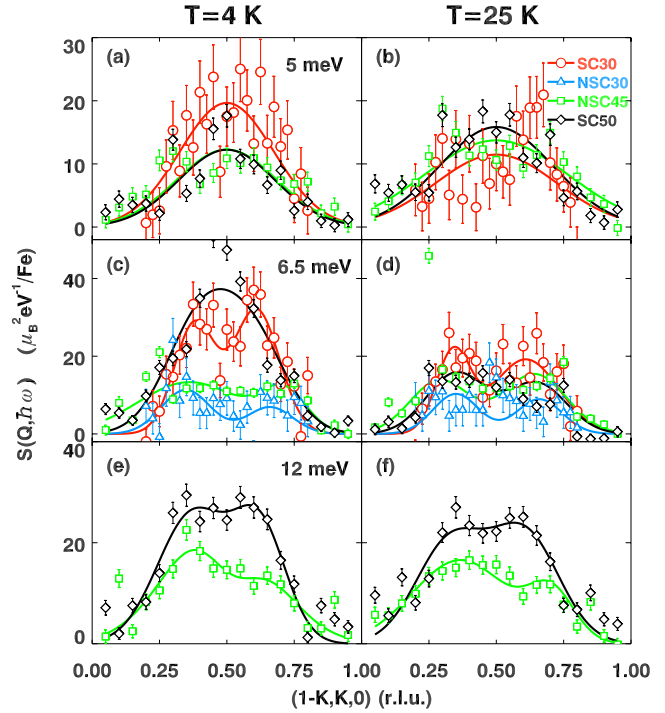 T=4 K
T=25 K
(a)
5 meV
(b)
SC30
NSC30
NSC45
SC50
30
20
10
0
(c)
6.5 meV
(d)
40
20
0
S(Q,ħω) (μ_B²eV⁻¹/Fe)
(e)
12 meV
(f)
40
20
0
0.00 0.25 0.50 0.75 0.00 0.25 0.50 0.75 1.00
(1-K,K,0) (r.l.u.)